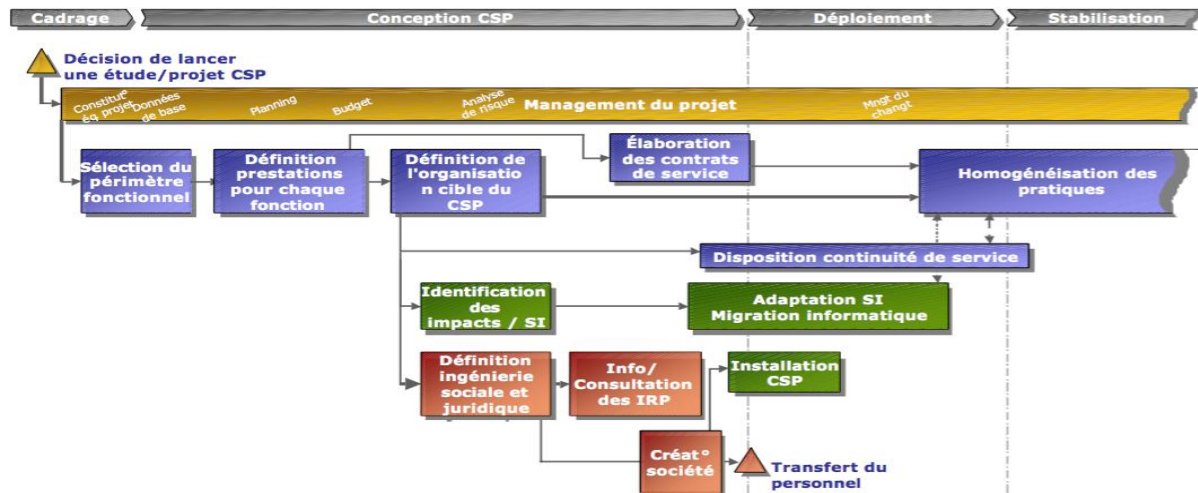 Cadrage
Conception CSP
Déploiement
Stabilisation
Décision de lancer
une étude/projet CSP
Constitut°
éq projet
Données
de base
Planning
Budget
Analyse
de risque
Management du projet
Mngt du
changt
Sélection du
périmètre
fonctionnel
Définition
prestations
pour chaque
fonction
Définition de
l'organisatio
n cible du
CSP
Élaboration
des contrats
de service
Homogénéisation des
pratiques
Disposition continuité de service
Identification
des
impacts / SI
Adaptation SI
Migration informatique
Définition
ingénierie
sociale et
juridique
Info/
Consultation
des IRP
Installation
CSP
Créat°
société
Transfert du
personnel